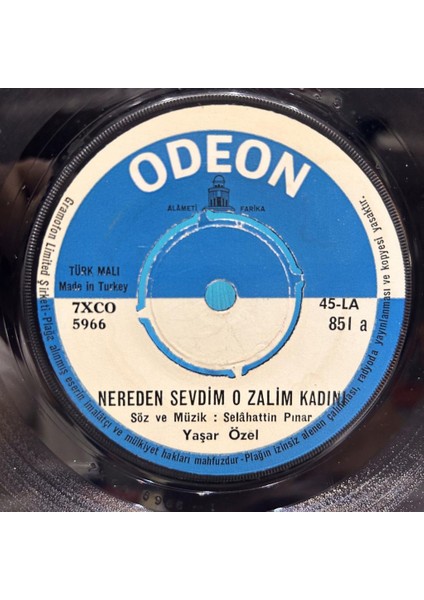 ODEON
ALÂMETİ FARİKA
TÜRK MALI
Made in Turkey
7XCO
5966
45-LA
851 a
NEREDEN SEVDİM O ZALİM KADINI
Söz ve Müzik : Selâhattin Pınar
Yaşar Özel
Gramofon Limited Şirketi - Plağa alınmış eserin imalatçı ve mülkiyet hakları mahfuzdur - Plağın izinsiz alenen çalınması, radyoda yayınlanması ve kopyesi yasaktır.